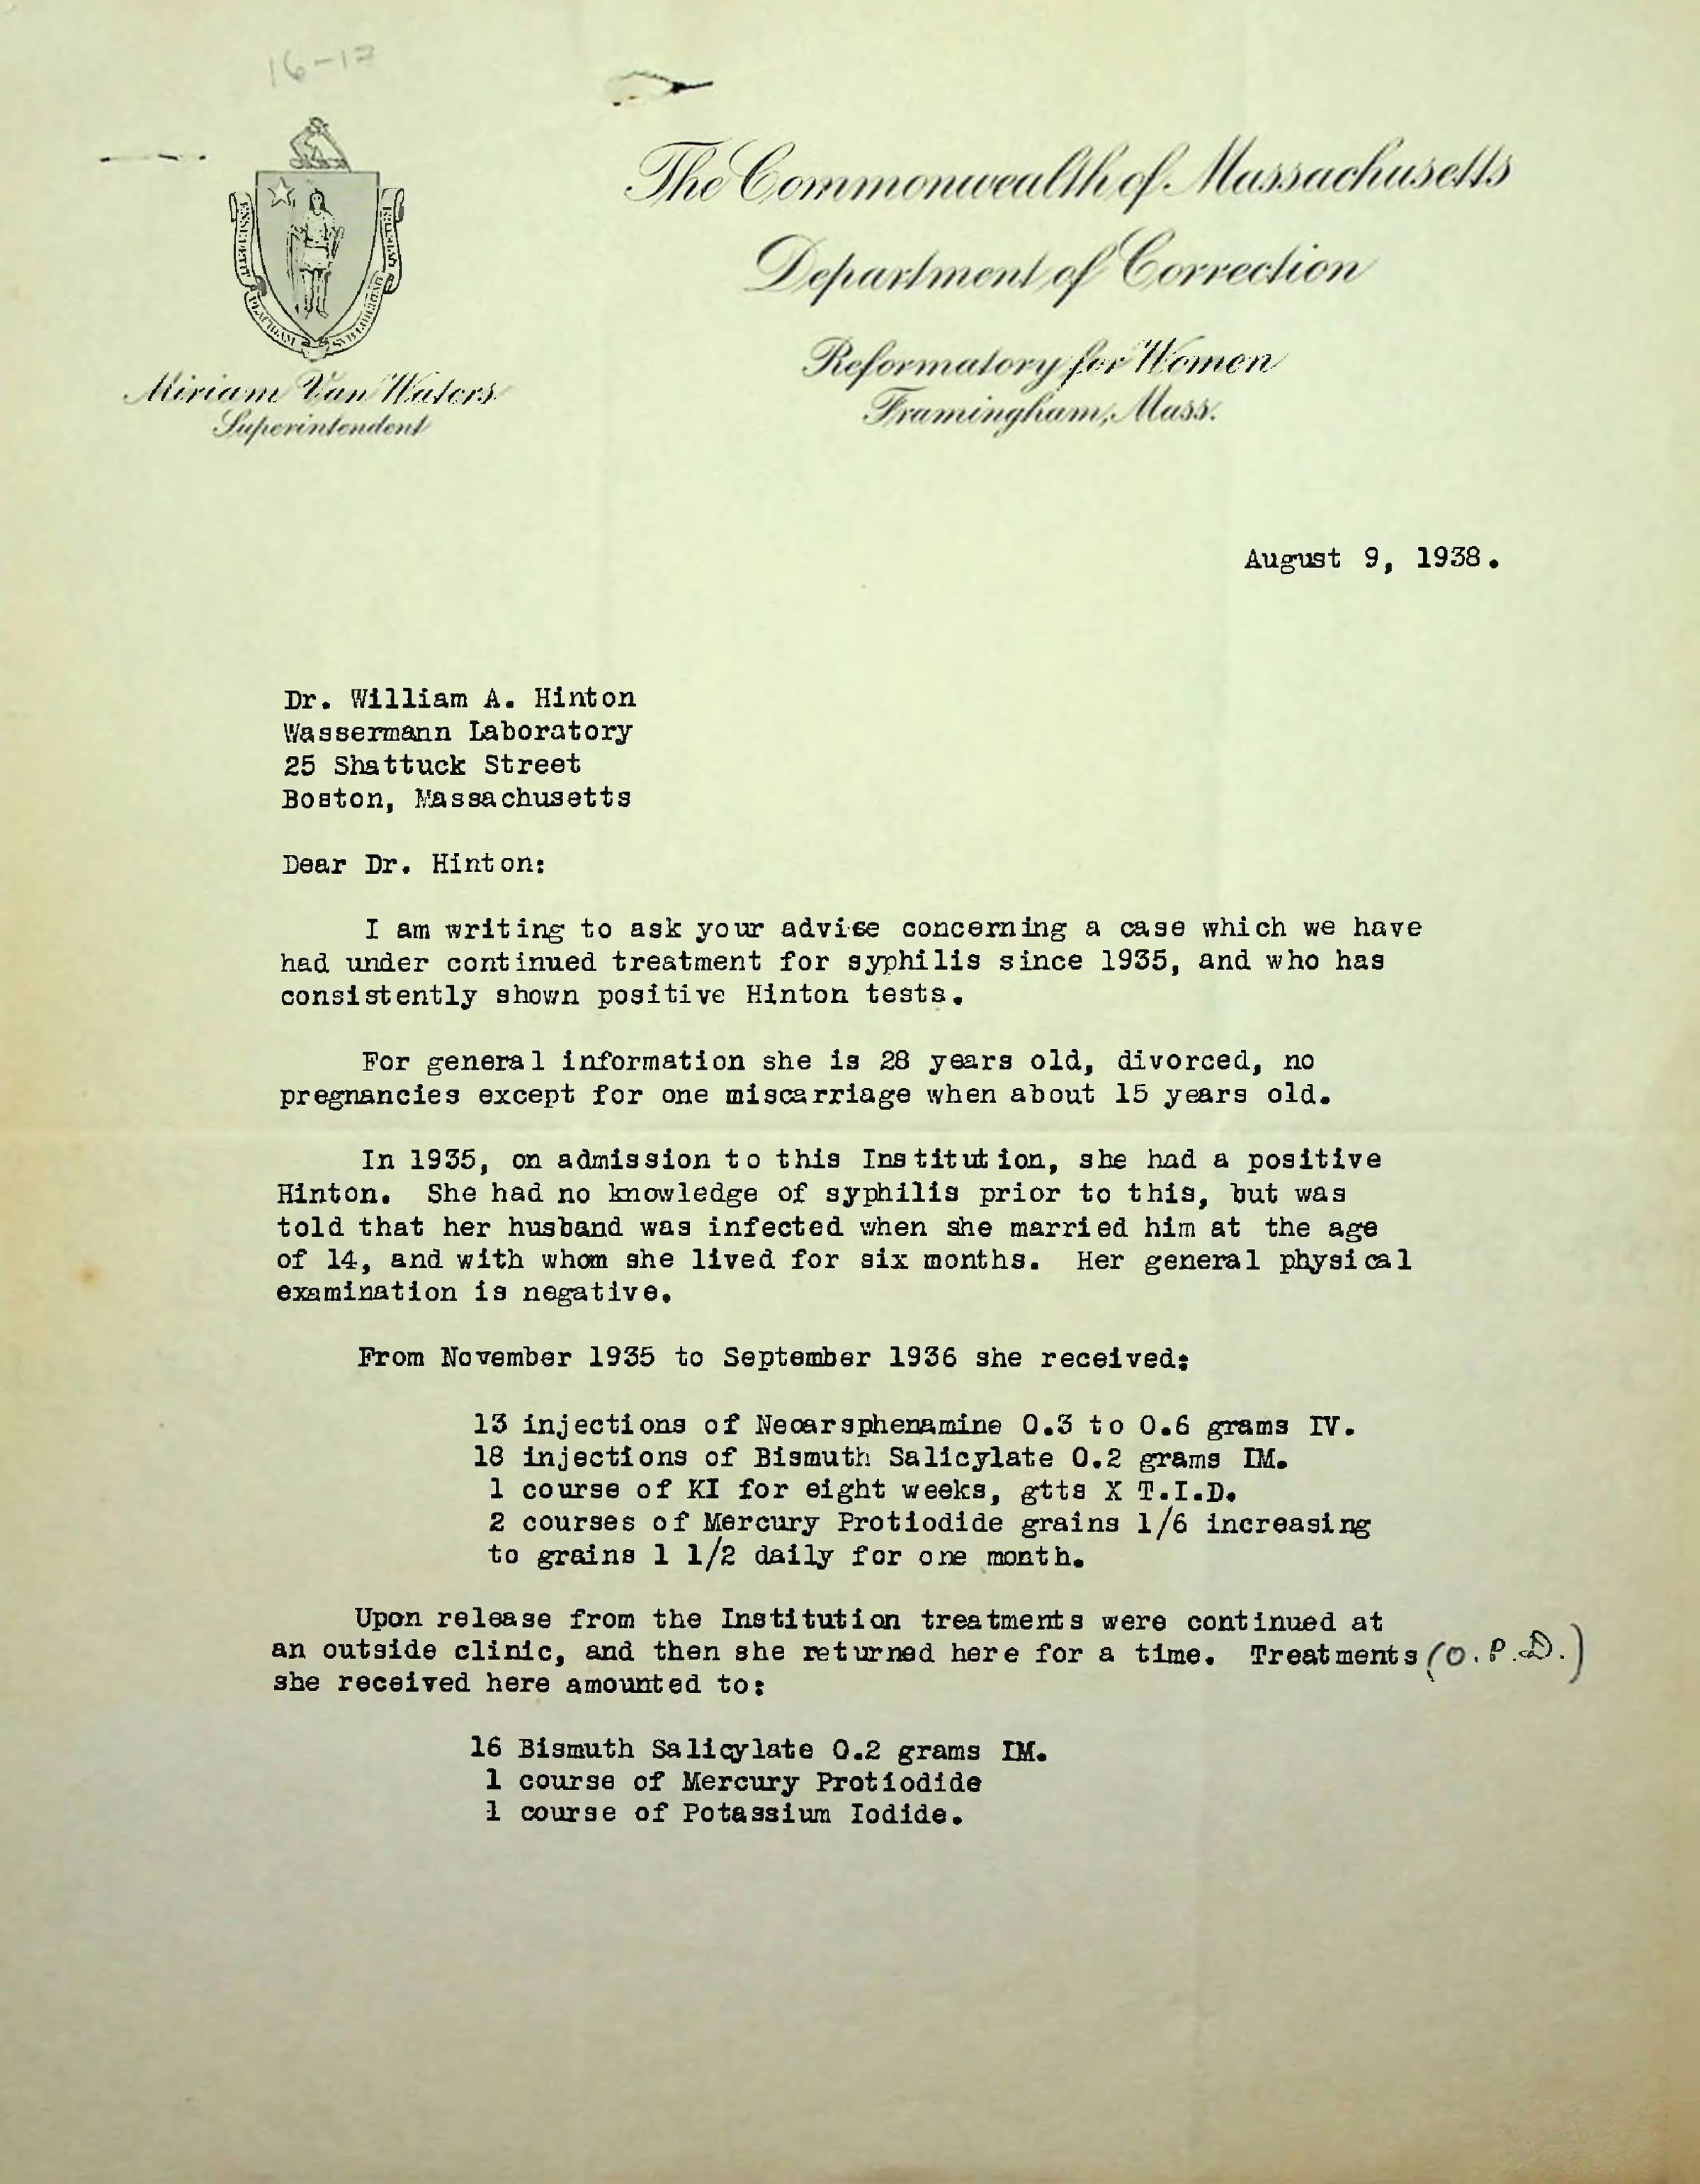 16-17
The Commonwealth of Massachusetts
Department of Correction
Reformatory for Women
Framingham, Mass.
Miriam Van Waters
Superintendent
August 9, 1938.
Dr. William A. Hinton
Wassermann Laboratory
25 Shattuck Street
Boston, Massachusetts
Dear Dr. Hinton:
I am writing to ask your advice concerning a case which we have
had under continued treatment for syphilis since 1935, and who has
consistently shown positive Hinton tests.
For general information she is 28 years old, divorced, no
pregnancies except for one miscarriage when about 15 years old.
In 1935, on admission to this Institution, she had a positive
Hinton. She had no knowledge of syphilis prior to this, but was
told that her husband was infected when she married him at the age
of 14, and with whom she lived for six months. Her general physical
examination is negative.
From November 1935 to September 1936 she received:
13 injections of Neoarsphenamine 0.3 to 0.6 grams IV.
18 injections of Bismuth Salicylate 0.2 grams IM.
1 course of KI for eight weeks, gtts X T.I.D.
2 courses of Mercury Protiodide grains 1/6 increasing
to grains 1 1/2 daily for one month.
Upon release from the Institution treatments were continued at
an outside clinic, and then she returned here for a time. Treatments (O.P.D.)
she received here amounted to:
16 Bismuth Salicylate 0.2 grams IM.
1 course of Mercury Protiodide
1 course of Potassium Iodide.